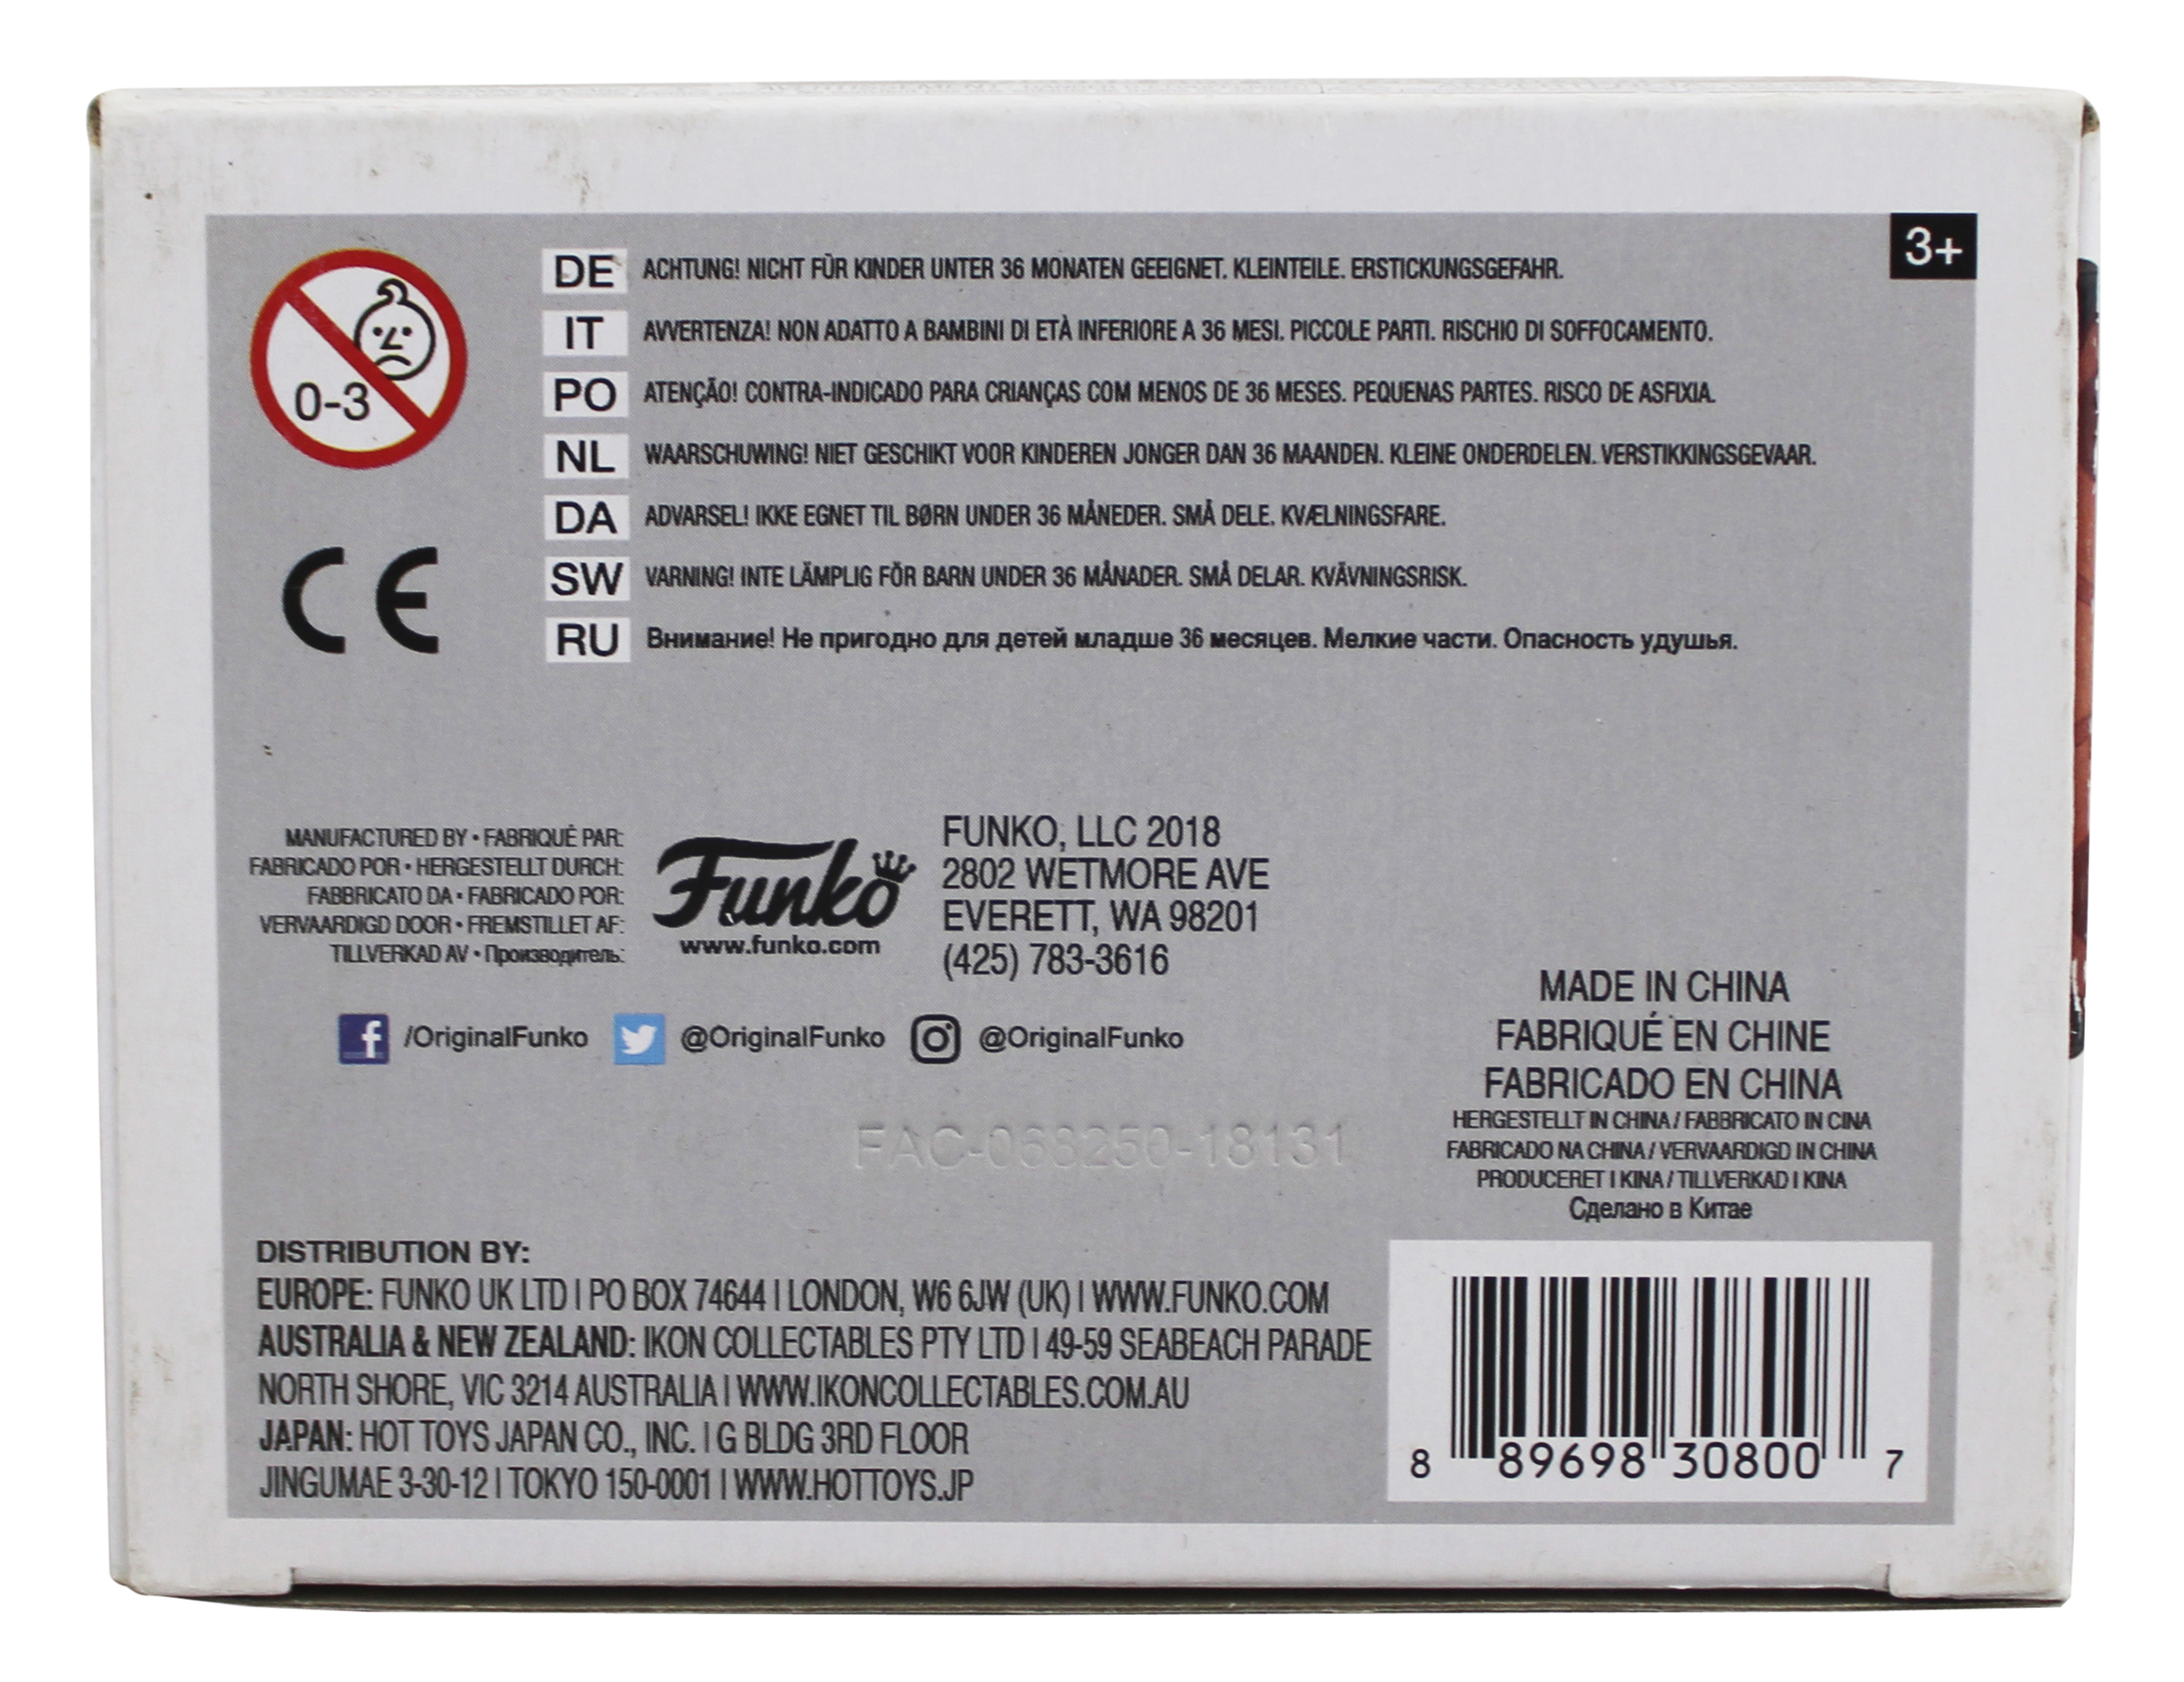 3+
0-3
DE ACHTUNG! NICHT FÜR KINDER UNTER 36 MONATEN GEEIGNET. KLEINTEILE. ERSTICKUNGSGEFAHR.
IT AVVERTENZA! NON ADATTO A BAMBINI DI ETÀ INFERIORE A 36 MESI. PICCOLE PARTI. RISCHIO DI SOFFOCAMENTO.
PO ATENÇÃO! CONTRA-INDICADO PARA CRIANÇAS COM MENOS DE 36 MESES. PEQUENAS PARTES. RISCO DE ASFIXIA.
NL WAARSCHUWING! NIET GESCHIKT VOOR KINDEREN JONGER DAN 36 MAANDEN. KLEINE ONDERDELEN. VERSTIKKINGSGEVAAR.
DA ADVARSEL! IKKE EGNET TIL BØRN UNDER 36 MÅNEDER. SMÅ DELE. KVÆLNINGSFARE.
SW VARNING! INTE LÄMPLIG FÖR BARN UNDER 36 MÅNADER. SMÅ DELAR. KVÄVNINGSRISK.
RU Внимание! Не пригодно для детей младше 36 месяцев. Мелкие части. Опасность удушья.
CE
MANUFACTURED BY • FABRIQUÉ PAR:
FABRICADO POR • HERGESTELLT DURCH:
FABBRICATO DA • FABRICADO POR:
VERVAARDIGD DOOR • FREMSTILLET AF:
TILLVERKAD AV • Производитель:
Funko
www.funko.com
FUNKO, LLC 2018
2802 WETMORE AVE
EVERETT, WA 98201
(425) 783-3616
/OriginalFunko @OriginalFunko @OriginalFunko
FAC-068250-18131
MADE IN CHINA
FABRIQUÉ EN CHINE
FABRICADO EN CHINA
HERGESTELLT IN CHINA / FABBRICATO IN CINA
FABRICADO NA CHINA / VERVAARDIGD IN CHINA
PRODUCERET I KINA / TILLVERKAD I KINA
Сделано в Китае
DISTRIBUTION BY:
EUROPE: FUNKO UK LTD | PO BOX 74644 | LONDON, W6 6JW (UK) | WWW.FUNKO.COM
AUSTRALIA & NEW ZEALAND: IKON COLLECTABLES PTY LTD | 49-59 SEABEACH PARADE
NORTH SHORE, VIC 3214 AUSTRALIA | WWW.IKONCOLLECTABLES.COM.AU
JAPAN: HOT TOYS JAPAN CO., INC. | G BLDG 3RD FLOOR
JINGUMAE 3-30-12 | TOKYO 150-0001 | WWW.HOTTOYS.JP
8 89698 30800 7